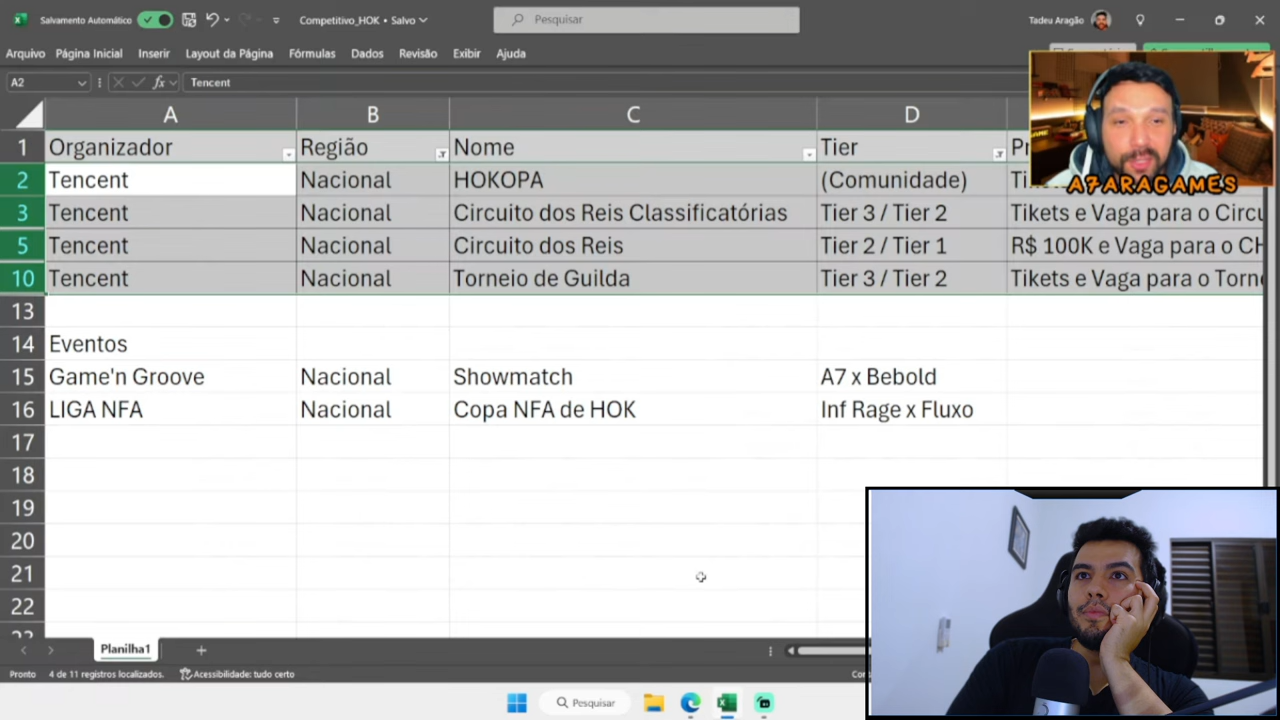 Salvamento Automático Competitivo_HOK • Salvo Pesquisar Tadeu Aragão
Arquivo Página Inicial Inserir Layout da Página Fórmulas Dados Revisão Exibir Ajuda
A2 fx Tencent
A B C D
1 Organizador Região Nome Tier Pr
2 Tencent Nacional HOKOPA (Comunidade) Ti
3 Tencent Nacional Circuito dos Reis Classificatórias Tier 3 / Tier 2 Tikets e Vaga para o Circu
5 Tencent Nacional Circuito dos Reis Tier 2 / Tier 1 R$ 100K e Vaga para o CH
10 Tencent Nacional Torneio de Guilda Tier 3 / Tier 2 Tikets e Vaga para o Torne
A7ARAGAMES
13
14 Eventos
15 Game'n Groove Nacional Showmatch A7 x Bebold
16 LIGA NFA Nacional Copa NFA de HOK Inf Rage x Fluxo
17
18
19
20
21
22
Planilha1
Pronto 4 de 11 registros localizados. Acessibilidade: tudo certo
Pesquisar